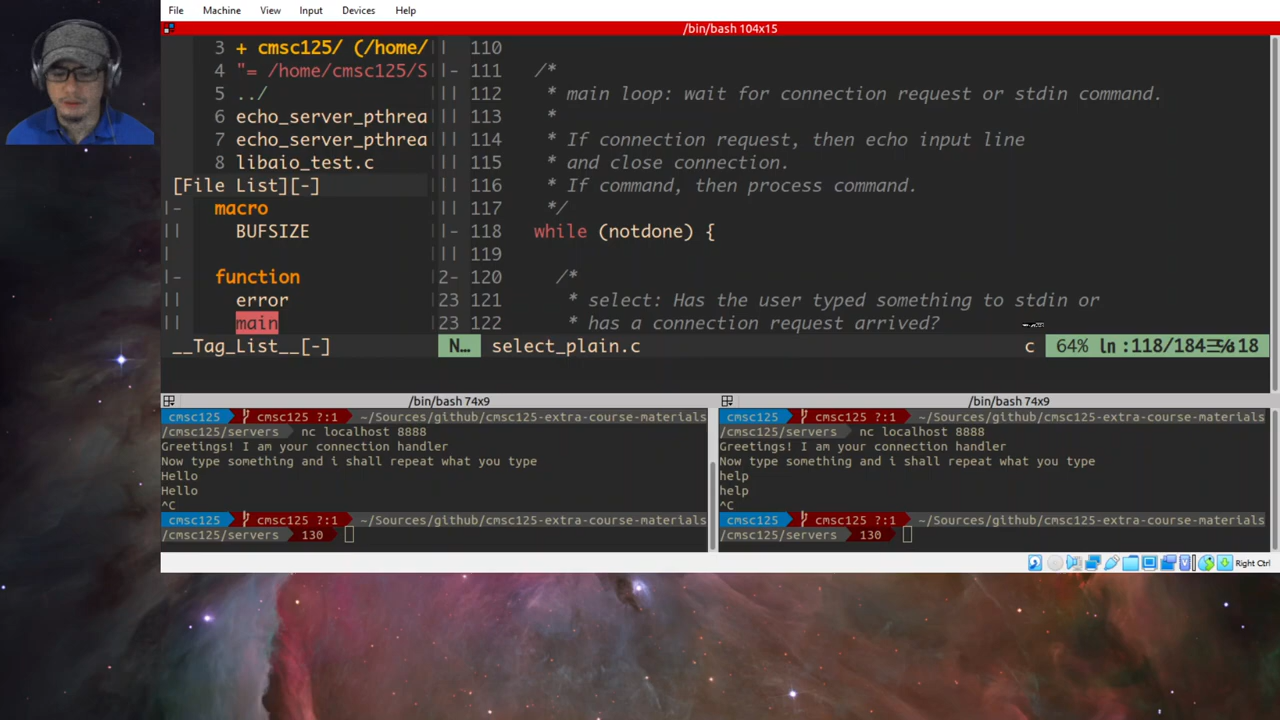 File Machine View Input Devices Help
/bin/bash 104x15
3 + cmsc125/ (/home/
4 "= /home/cmsc125/S
5 ../
6 echo_server_pthrea
7 echo_server_pthrea
8 libaio_test.c
[File List][-]
|- macro
|| BUFSIZE
|
|- function
|| error
|| main
__Tag_List__[-]
||| 110
||- 111 /*
||| 112 * main loop: wait for connection request or stdin command.
||| 113 *
||| 114 * If connection request, then echo input line
||| 115 * and close connection.
||| 116 * If command, then process command.
||| 117 */
||- 118 while (notdone) {
||| 119
2- 120 /*
23 121 * select: Has the user typed something to stdin or
23 122 * has a connection request arrived?
N… select_plain.c c 64% ln :118/184
/bin/bash 74x9
cmsc125 cmsc125 ?:1 ~/Sources/github/cmsc125-extra-course-materials
/cmsc125/servers nc localhost 8888
Greetings! I am your connection handler
Now type something and i shall repeat what you type
Hello
Hello
^C
cmsc125 cmsc125 ?:1 ~/Sources/github/cmsc125-extra-course-materials
/cmsc125/servers 130
/bin/bash 74x9
cmsc125 cmsc125 ?:1 ~/Sources/github/cmsc125-extra-course-materials
/cmsc125/servers nc localhost 8888
Greetings! I am your connection handler
Now type something and i shall repeat what you type
help
help
^C
cmsc125 cmsc125 ?:1 ~/Sources/github/cmsc125-extra-course-materials
/cmsc125/servers 130
Right Ctrl